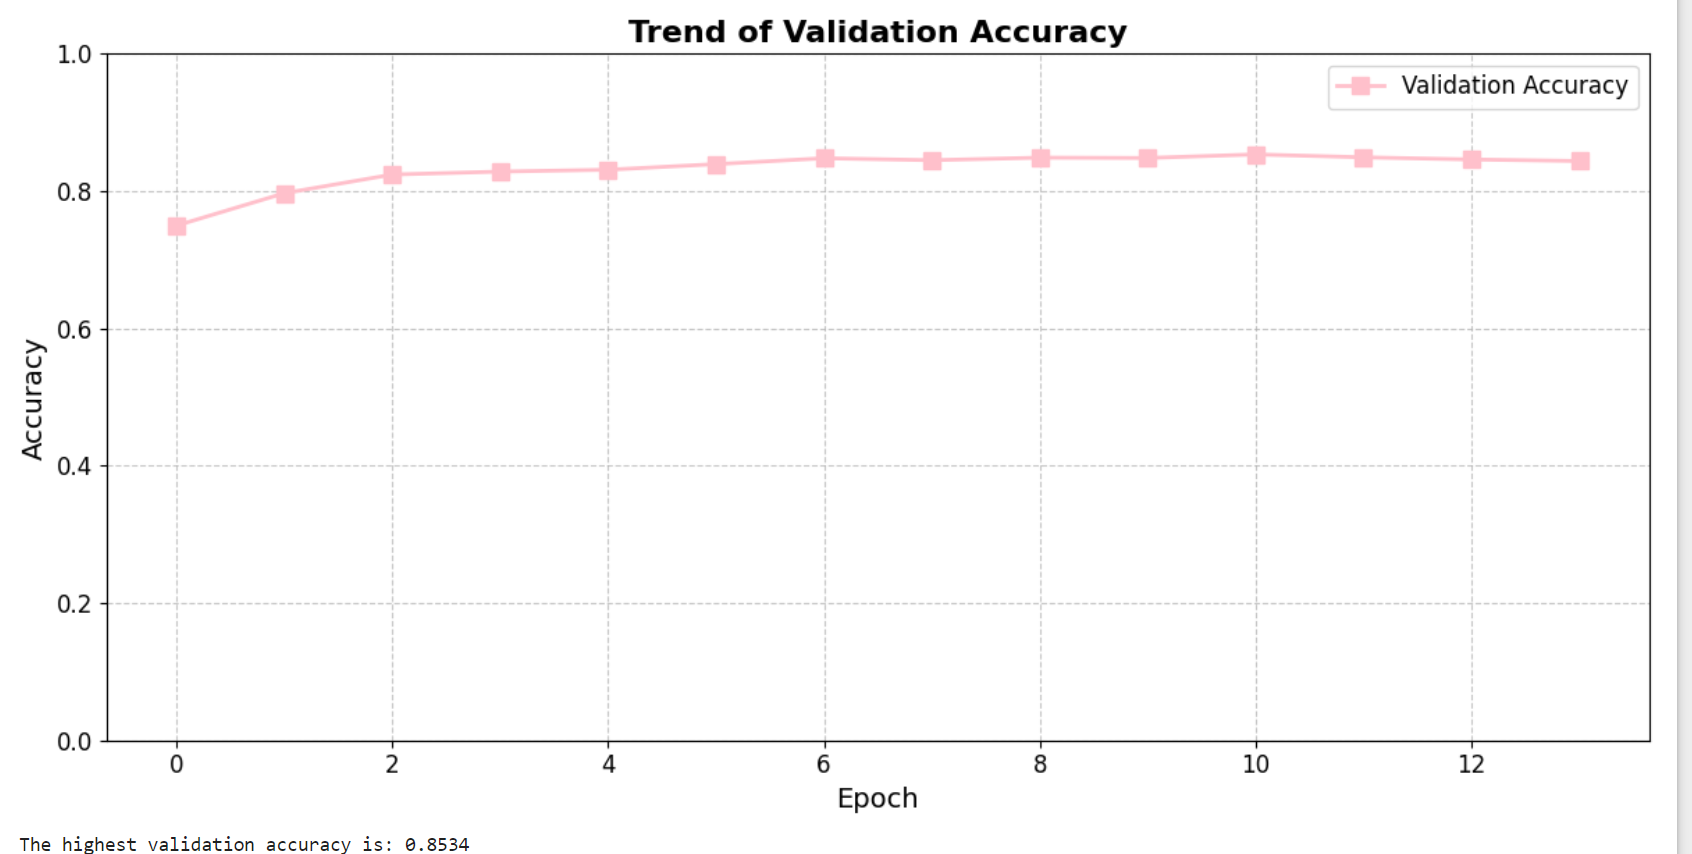 Trend of Validation Accuracy
1.0
Validation Accuracy
0.8
0.6
Accuracy
0.4
0.2
0.0
0 2 4 6 8 10 12
Epoch
The highest validation accuracy is: 0.8534